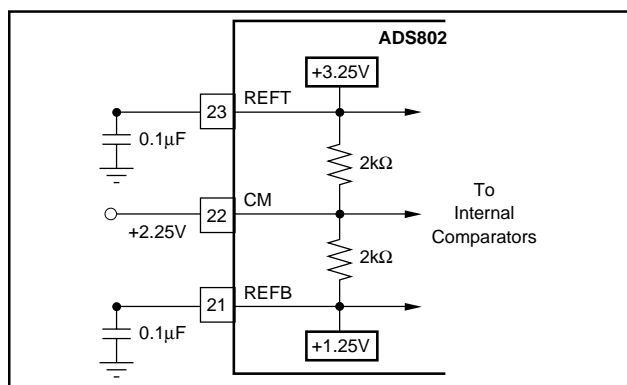 ADS802
+3.25V
REFT
23
0.1µF
2kΩ
CM
22
+2.25V
To
Internal
Comparators
2kΩ
REFB
21
0.1µF
+1.25V